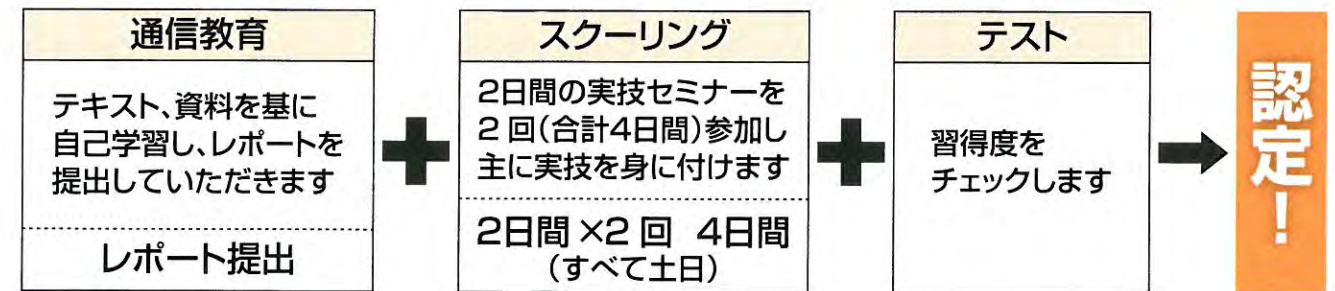 通信教育
テキスト、資料を基に
自己学習し、レポートを
提出していただきます
レポート提出
スクーリング
2日間の実技セミナーを
2回(合計4日間)参加し
主に実技を身に付けます
2日間×2回 4日間
(すべて土日)
テスト
習得度を
チェックします
認定!